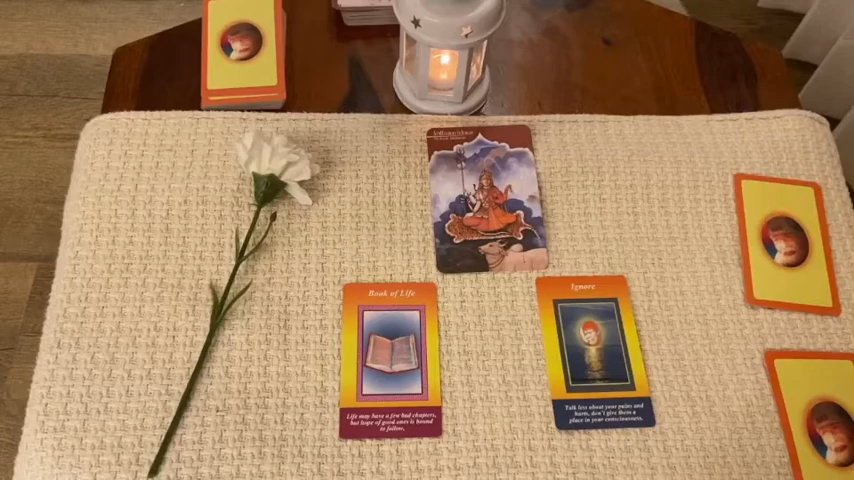 Book of Life
Life may have a few bad chapters,
but hope of good ones is bound
to follow.
Ignore
Talk less about your pains and
harm, don't give them a
place in your consciousness.